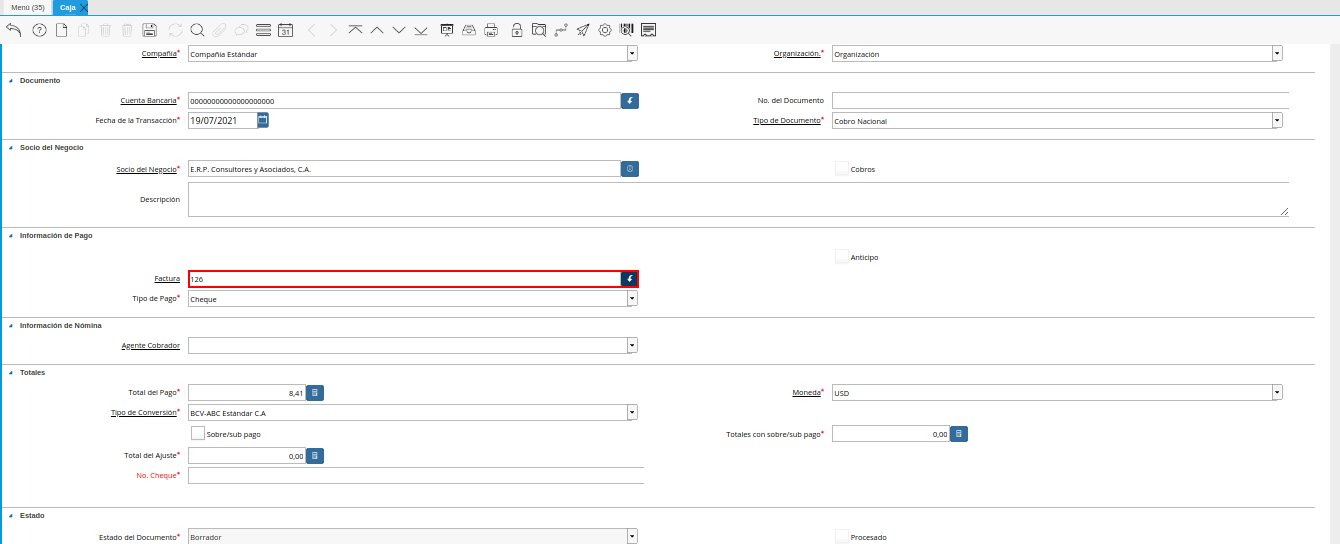 Menú (35) Caja
31
Compañía* Compañía Estándar Organización.* Organización
Documento
Cuenta Bancaria* 00000000000000000000 No. del Documento
Fecha de la Transacción* 19/07/2021 Tipo de Documento* Cobro Nacional
Socio del Negocio
Socio del Negocio* E.R.P. Consultores y Asociados, C.A. Cobros
Descripción
Información de Pago
Anticipo
Factura 126
Tipo de Pago* Cheque
Información de Nómina
Agente Cobrador
Totales
Total del Pago* 8,41 Moneda* USD
Tipo de Conversión* BCV-ABC Estándar C.A
Sobre/sub pago Totales con sobre/sub pago* 0,00
Total del Ajuste* 0,00
No. Cheque*
Estado
Estado del Documento* Borrador Procesado